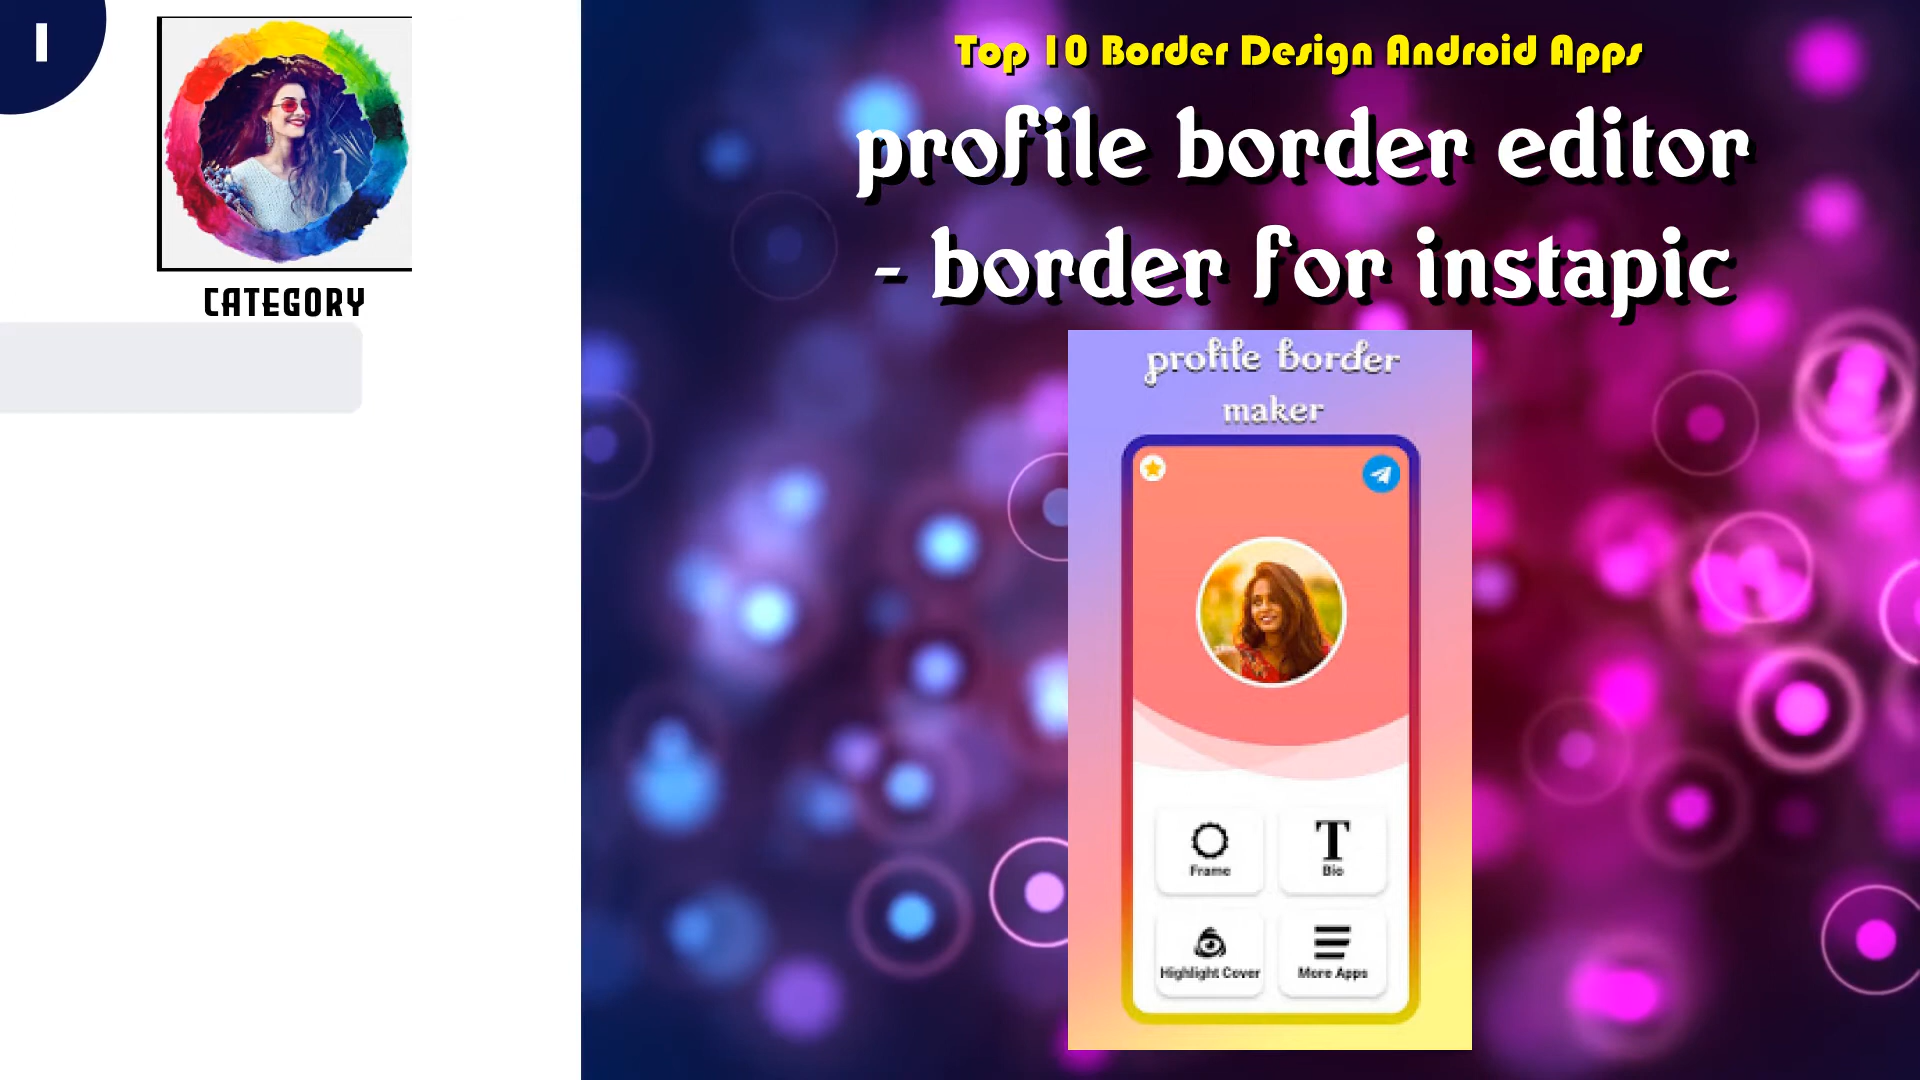 1
CATEGORY
Top 10 Border Design Android Apps
profile border editor
- border for instapic
profile border
maker
Frame
Bio
Highlight Cover
More Apps